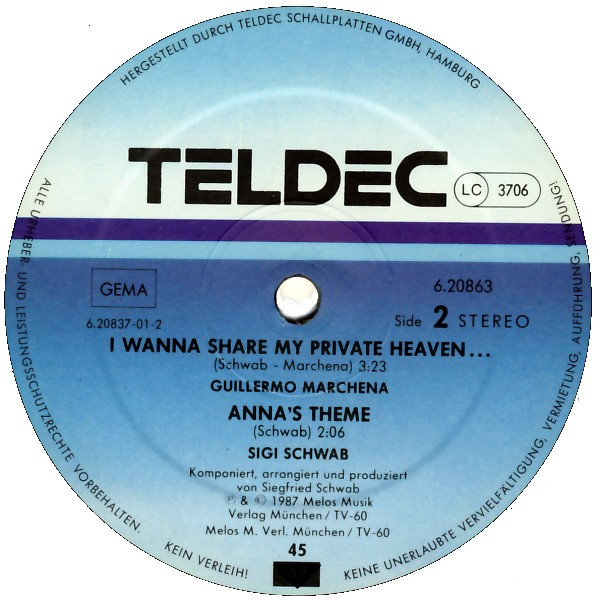 HERGESTELLT DURCH TELDEC SCHALLPLATTEN GMBH, HAMBURG
TELDEC
LC 3706
GEMA
6.20863
6.20837-01-2
Side 2 STEREO
I WANNA SHARE MY PRIVATE HEAVEN...
(Schwab - Marchena) 3:23
GUILLERMO MARCHENA
ANNA'S THEME
(Schwab) 2:06
SIGI SCHWAB
Komponiert, arrangiert und produziert
von Siegfried Schwab
℗ & © 1987 Melos Musik
Verlag München / TV-60
Melos M. Verl. München / TV-60
45
ALLE URHEBER- UND LEISTUNGSSCHUTZRECHTE VORBEHALTEN. KEIN VERLEIH! KEINE UNERLAUBTE VERVIELFÄLTIGUNG, VERMIETUNG, AUFFÜHRUNG, SENDUNG!